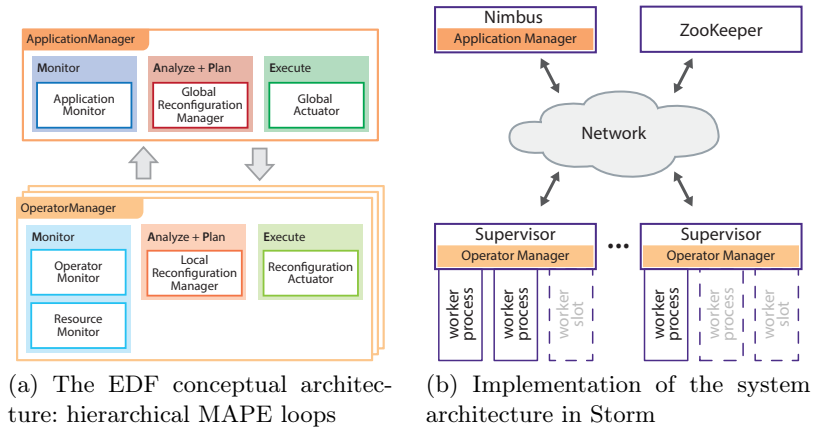 ApplicationManager
Monitor
Application
Monitor
Analyze + Plan
Global
Reconfiguration
Manager
Execute
Global
Actuator
OperatorManager
Monitor
Operator
Monitor
Resource
Monitor
Analyze + Plan
Local
Reconfiguration
Manager
Execute
Reconfiguration
Actuator
(a) The EDF conceptual architec-
ture: hierarchical MAPE loops
Nimbus
Application Manager
ZooKeeper
Network
Supervisor
Operator Manager
worker
process
worker
process
worker
slot
...
Supervisor
Operator Manager
worker
process
worker
process
worker
slot
(b) Implementation of the system
architecture in Storm